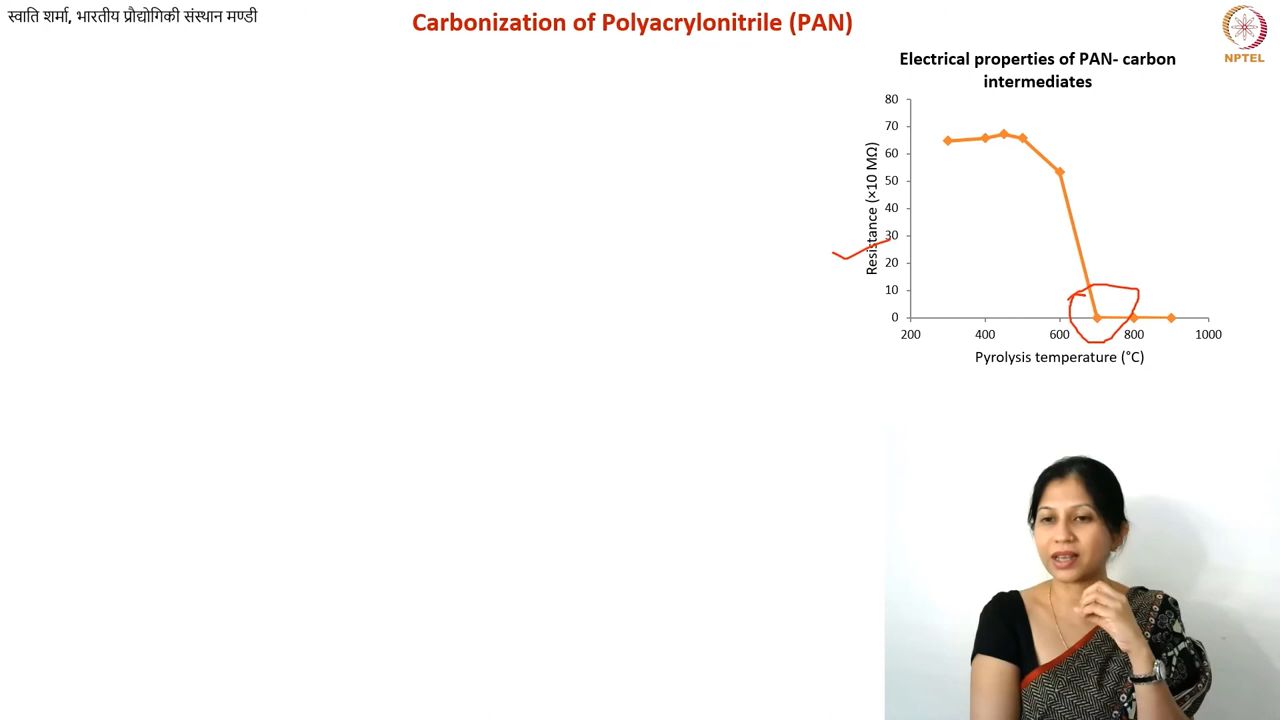 स्वाति शर्मा, भारतीय प्रौद्योगिकी संस्थान मण्डी
Carbonization of Polyacrylonitrile (PAN)
NPTEL
Electrical properties of PAN- carbon
intermediates
Resistance (×10 MΩ)
80
70
60
50
40
30
20
10
0
200 400 600 800 1000
Pyrolysis temperature (°C)